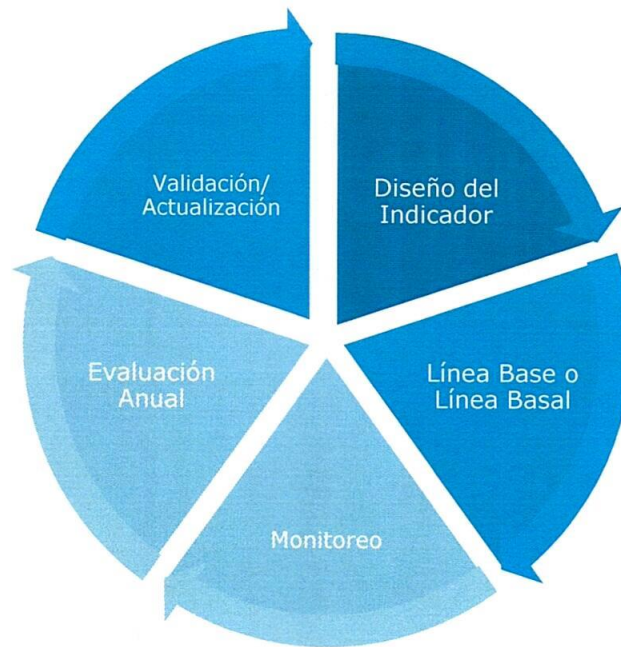 Diseño del
Indicador
Línea Base o
Línea Basal
Monitoreo
Evaluación
Anual
Validación/
Actualización